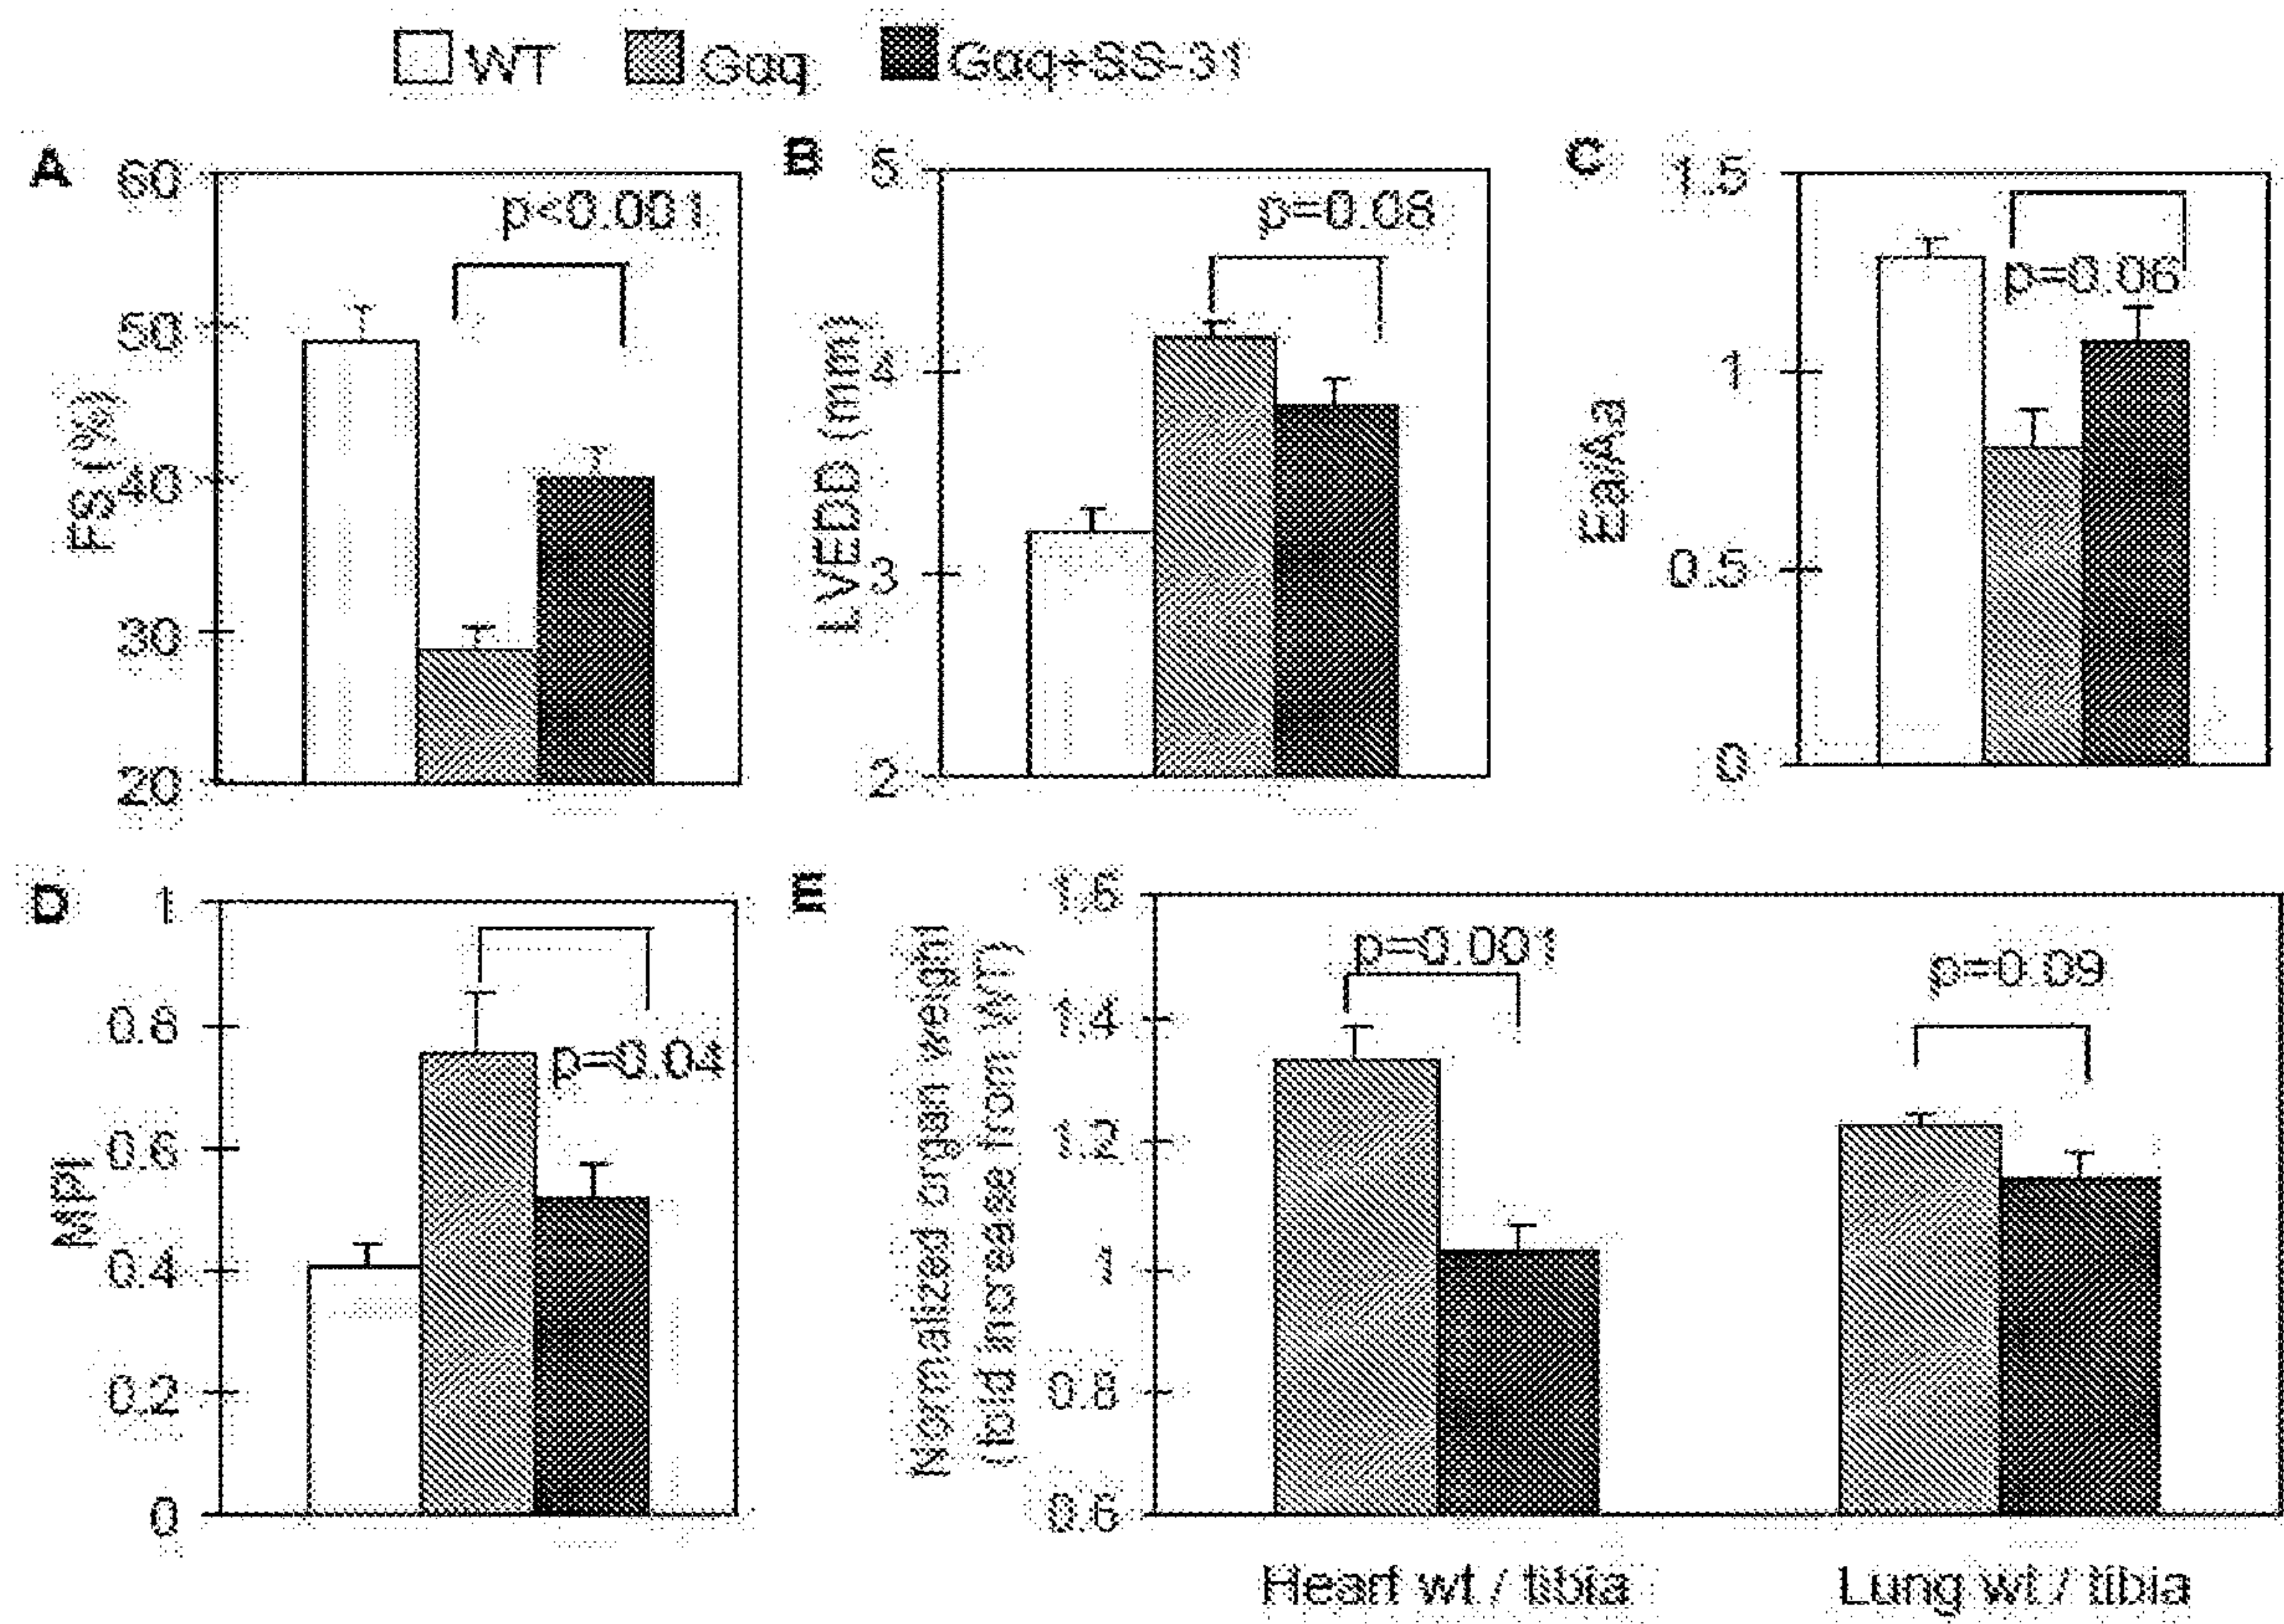 WT Gαq Gαq+SS-31
A
60
50
40
30
20
FS (%)
p<0.001
B
5
4
3
2
LVEDD (mm)
p=0.08
C
1.5
1
0.5
0
Ea/Aa
p=0.06
D
1
0.8
0.6
0.4
0.2
0
MPI
p=0.04
E
1.6
1.4
1.2
1
0.8
0.6
Normalized organ weight
(fold increase from WT)
p=0.001
p=0.09
Heart wt / tibia
Lung wt / tibia